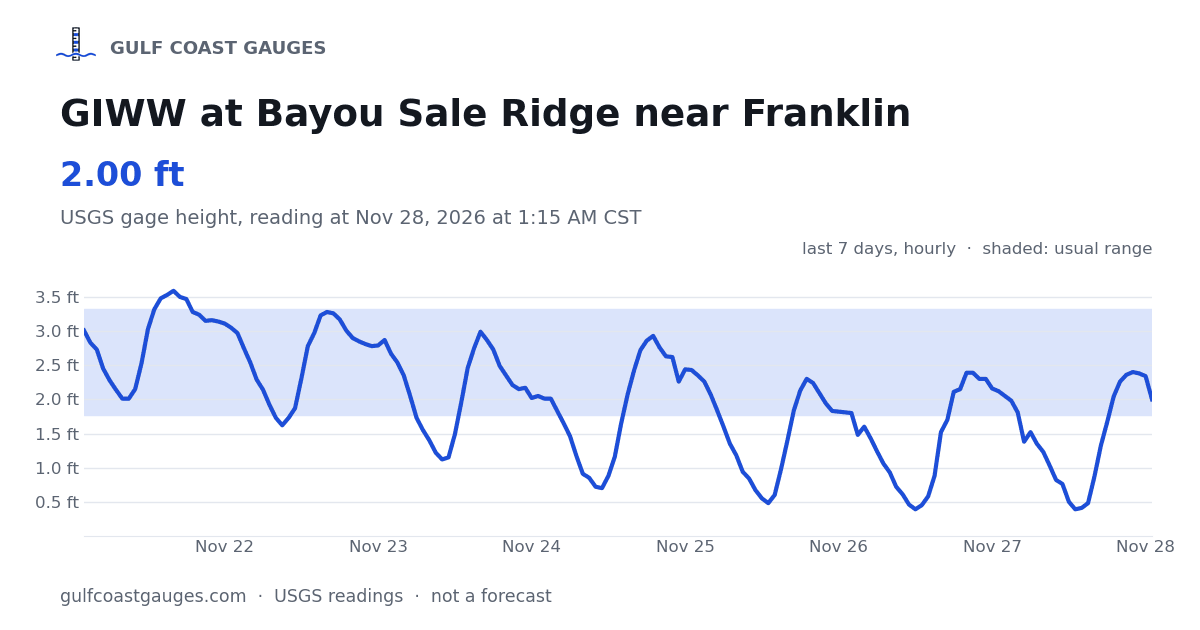 GULF COAST GAUGES
GIWW at Bayou Sale Ridge near Franklin
2.00 ft
USGS gage height, reading at Nov 28, 2026 at 1:15 AM CST
last 7 days, hourly · shaded: usual range
3.5 ft
3.0 ft
2.5 ft
2.0 ft
1.5 ft
1.0 ft
0.5 ft
Nov 22 Nov 23 Nov 24 Nov 25 Nov 26 Nov 27 Nov 28
gulfcoastgauges.com · USGS readings · not a forecast